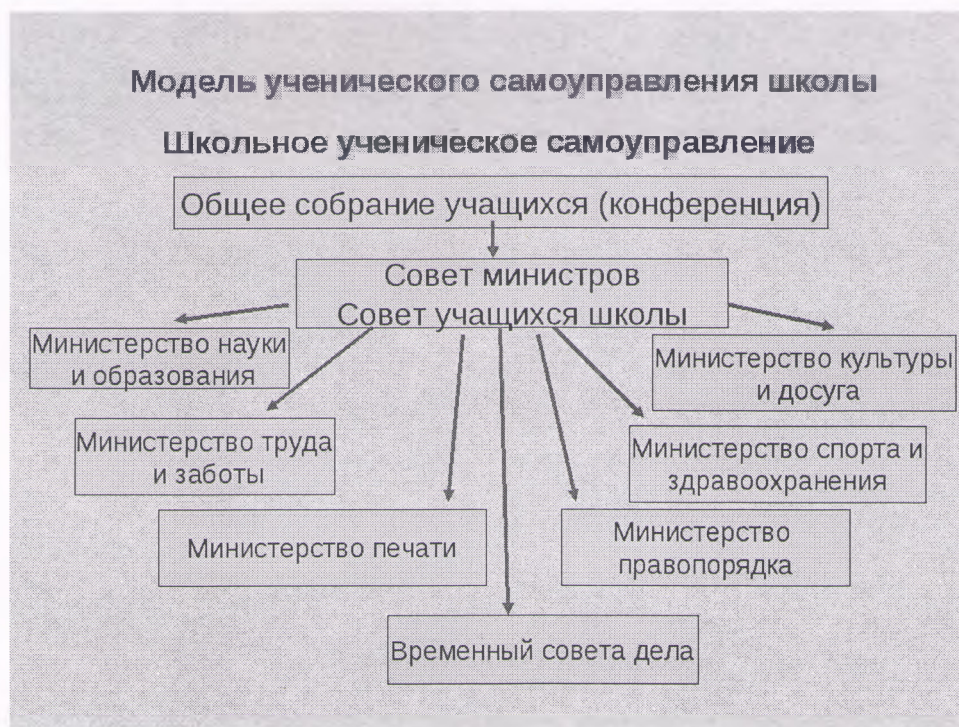 Модель ученического самоуправления школы
Школьное ученическое самоуправление
Общее собрание учащихся (конференция)
Совет министров
Совет учащихся школы
Министерство науки
и образования
Министерство культуры
и досуга
Министерство труда
и заботы
Министерство спорта и
здравоохранения
Министерство печати
Министерство
правопорядка
Временный совета дела